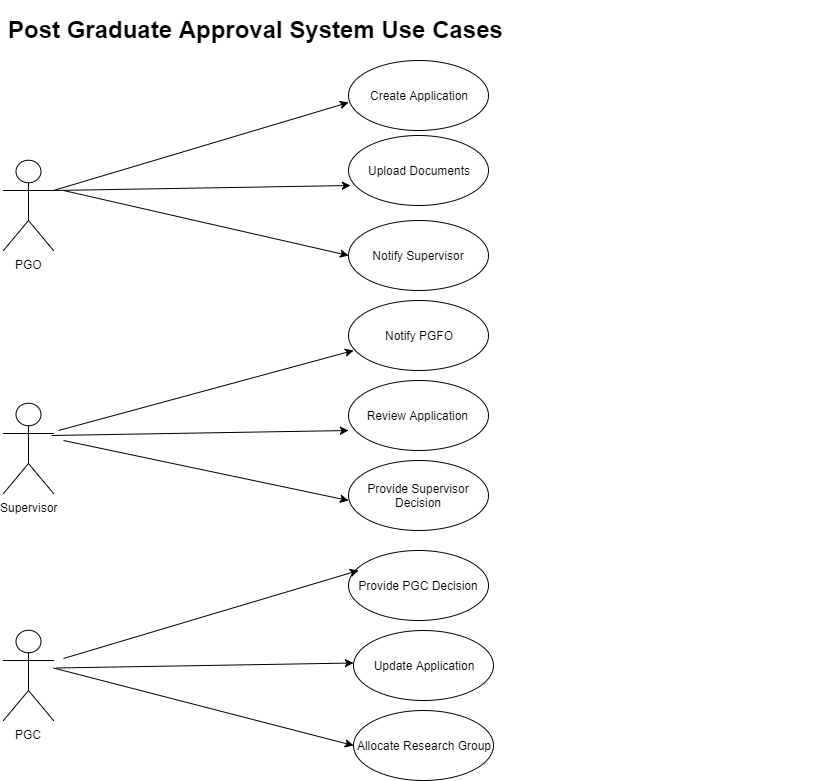 Post Graduate Approval System Use Cases
Create Application
Upload Documents
PGO
Notify Supervisor
Notify PGFO
Review Application
Supervisor
Provide Supervisor
Decision
Provide PGC Decision
Update Application
PGC
Allocate Research Group